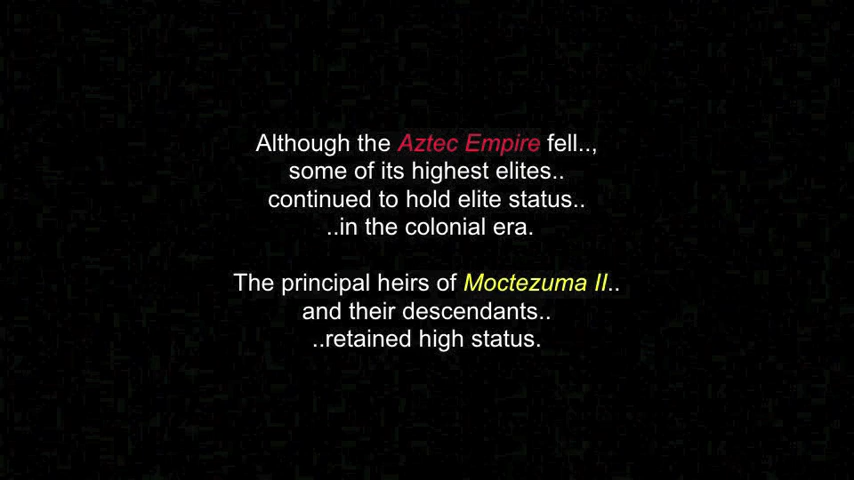 Although the Aztec Empire fell..,
some of its highest elites..
continued to hold elite status..
..in the colonial era.
The principal heirs of Moctezuma II..
and their descendants..
..retained high status.